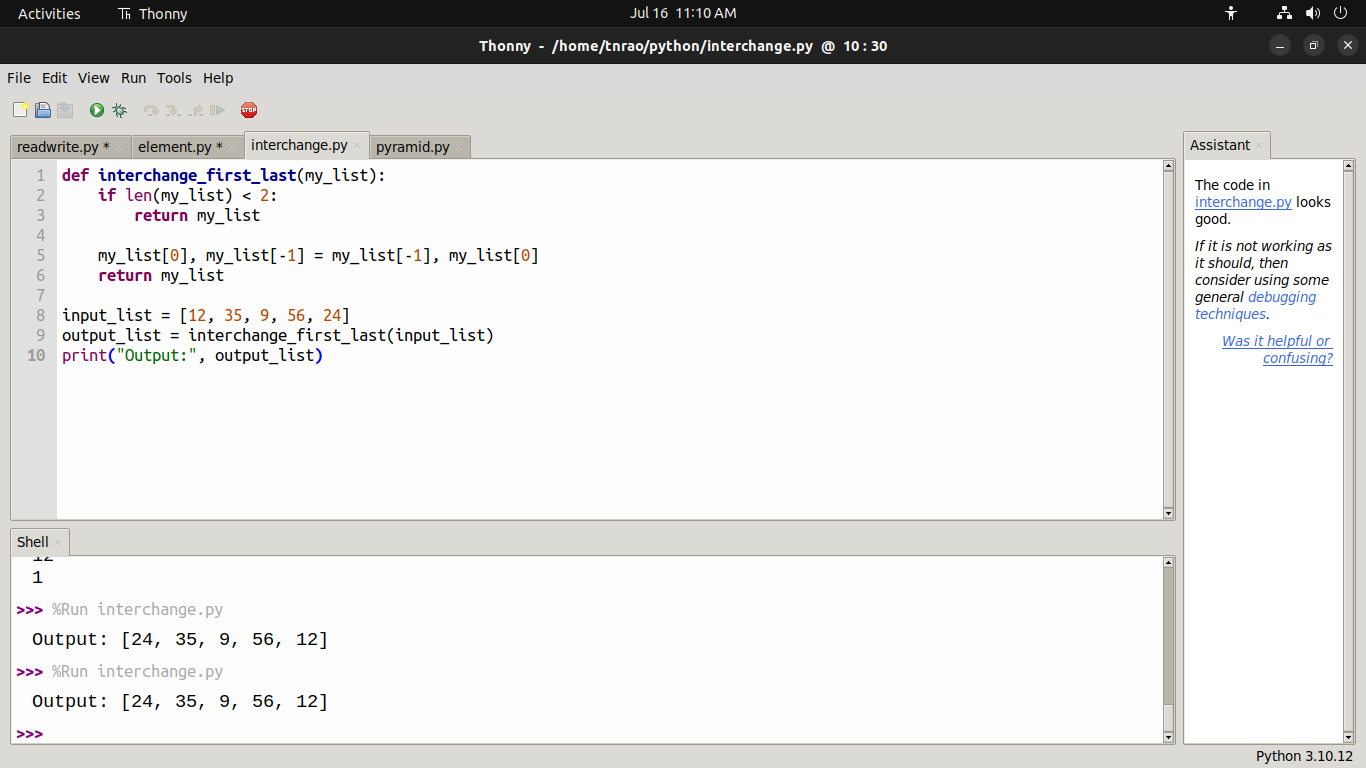 Activities Thonny Jul 16 11:10 AM
Thonny - /home/tnrao/python/interchange.py @ 10:30
File Edit View Run Tools Help
STOP
readwrite.py * element.py * interchange.py pyramid.py
1 def interchange_first_last(my_list):
2     if len(my_list) < 2:
3         return my_list
4
5     my_list[0], my_list[-1] = my_list[-1], my_list[0]
6     return my_list
7
8 input_list = [12, 35, 9, 56, 24]
9 output_list = interchange_first_last(input_list)
10 print("Output:", output_list)
Shell
12
1
>>> %Run interchange.py
Output: [24, 35, 9, 56, 12]
>>> %Run interchange.py
Output: [24, 35, 9, 56, 12]
>>>
Assistant
The code in
interchange.py looks
good.
If it is not working as
it should, then
consider using some
general debugging
techniques.
Was it helpful or
confusing?
Python 3.10.12